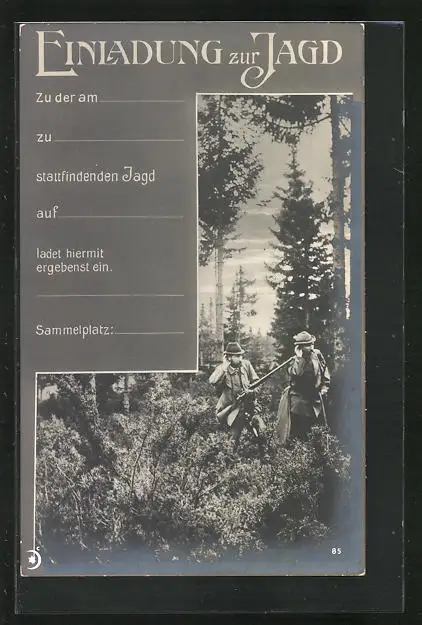 EINLADUNG ZUR JAGD
Zu der am
zu
stattfindenden Jagd
auf
ladet hiermit
ergebenst ein.
Sammelplatz:
85